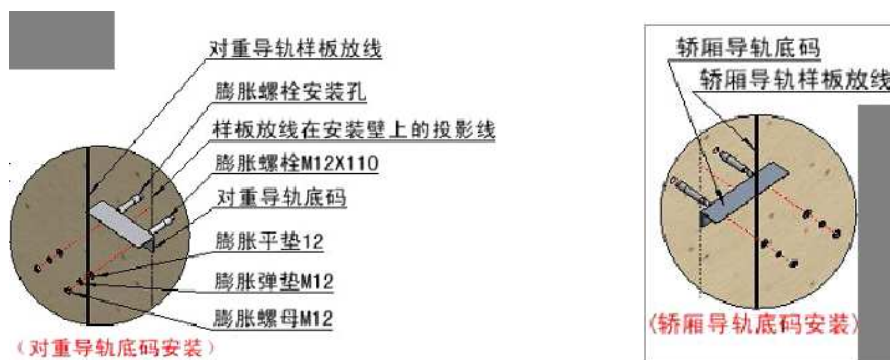 对重导轨样板放线
膨胀螺栓安装孔
样板放线在安装壁上的投影线
膨胀螺栓M12X110
对重导轨底码
膨胀平垫12
膨胀弹垫M12
膨胀螺母M12
(对重导轨底码安装)
轿厢导轨底码
轿厢导轨样板放线
(轿厢导轨底码安装)